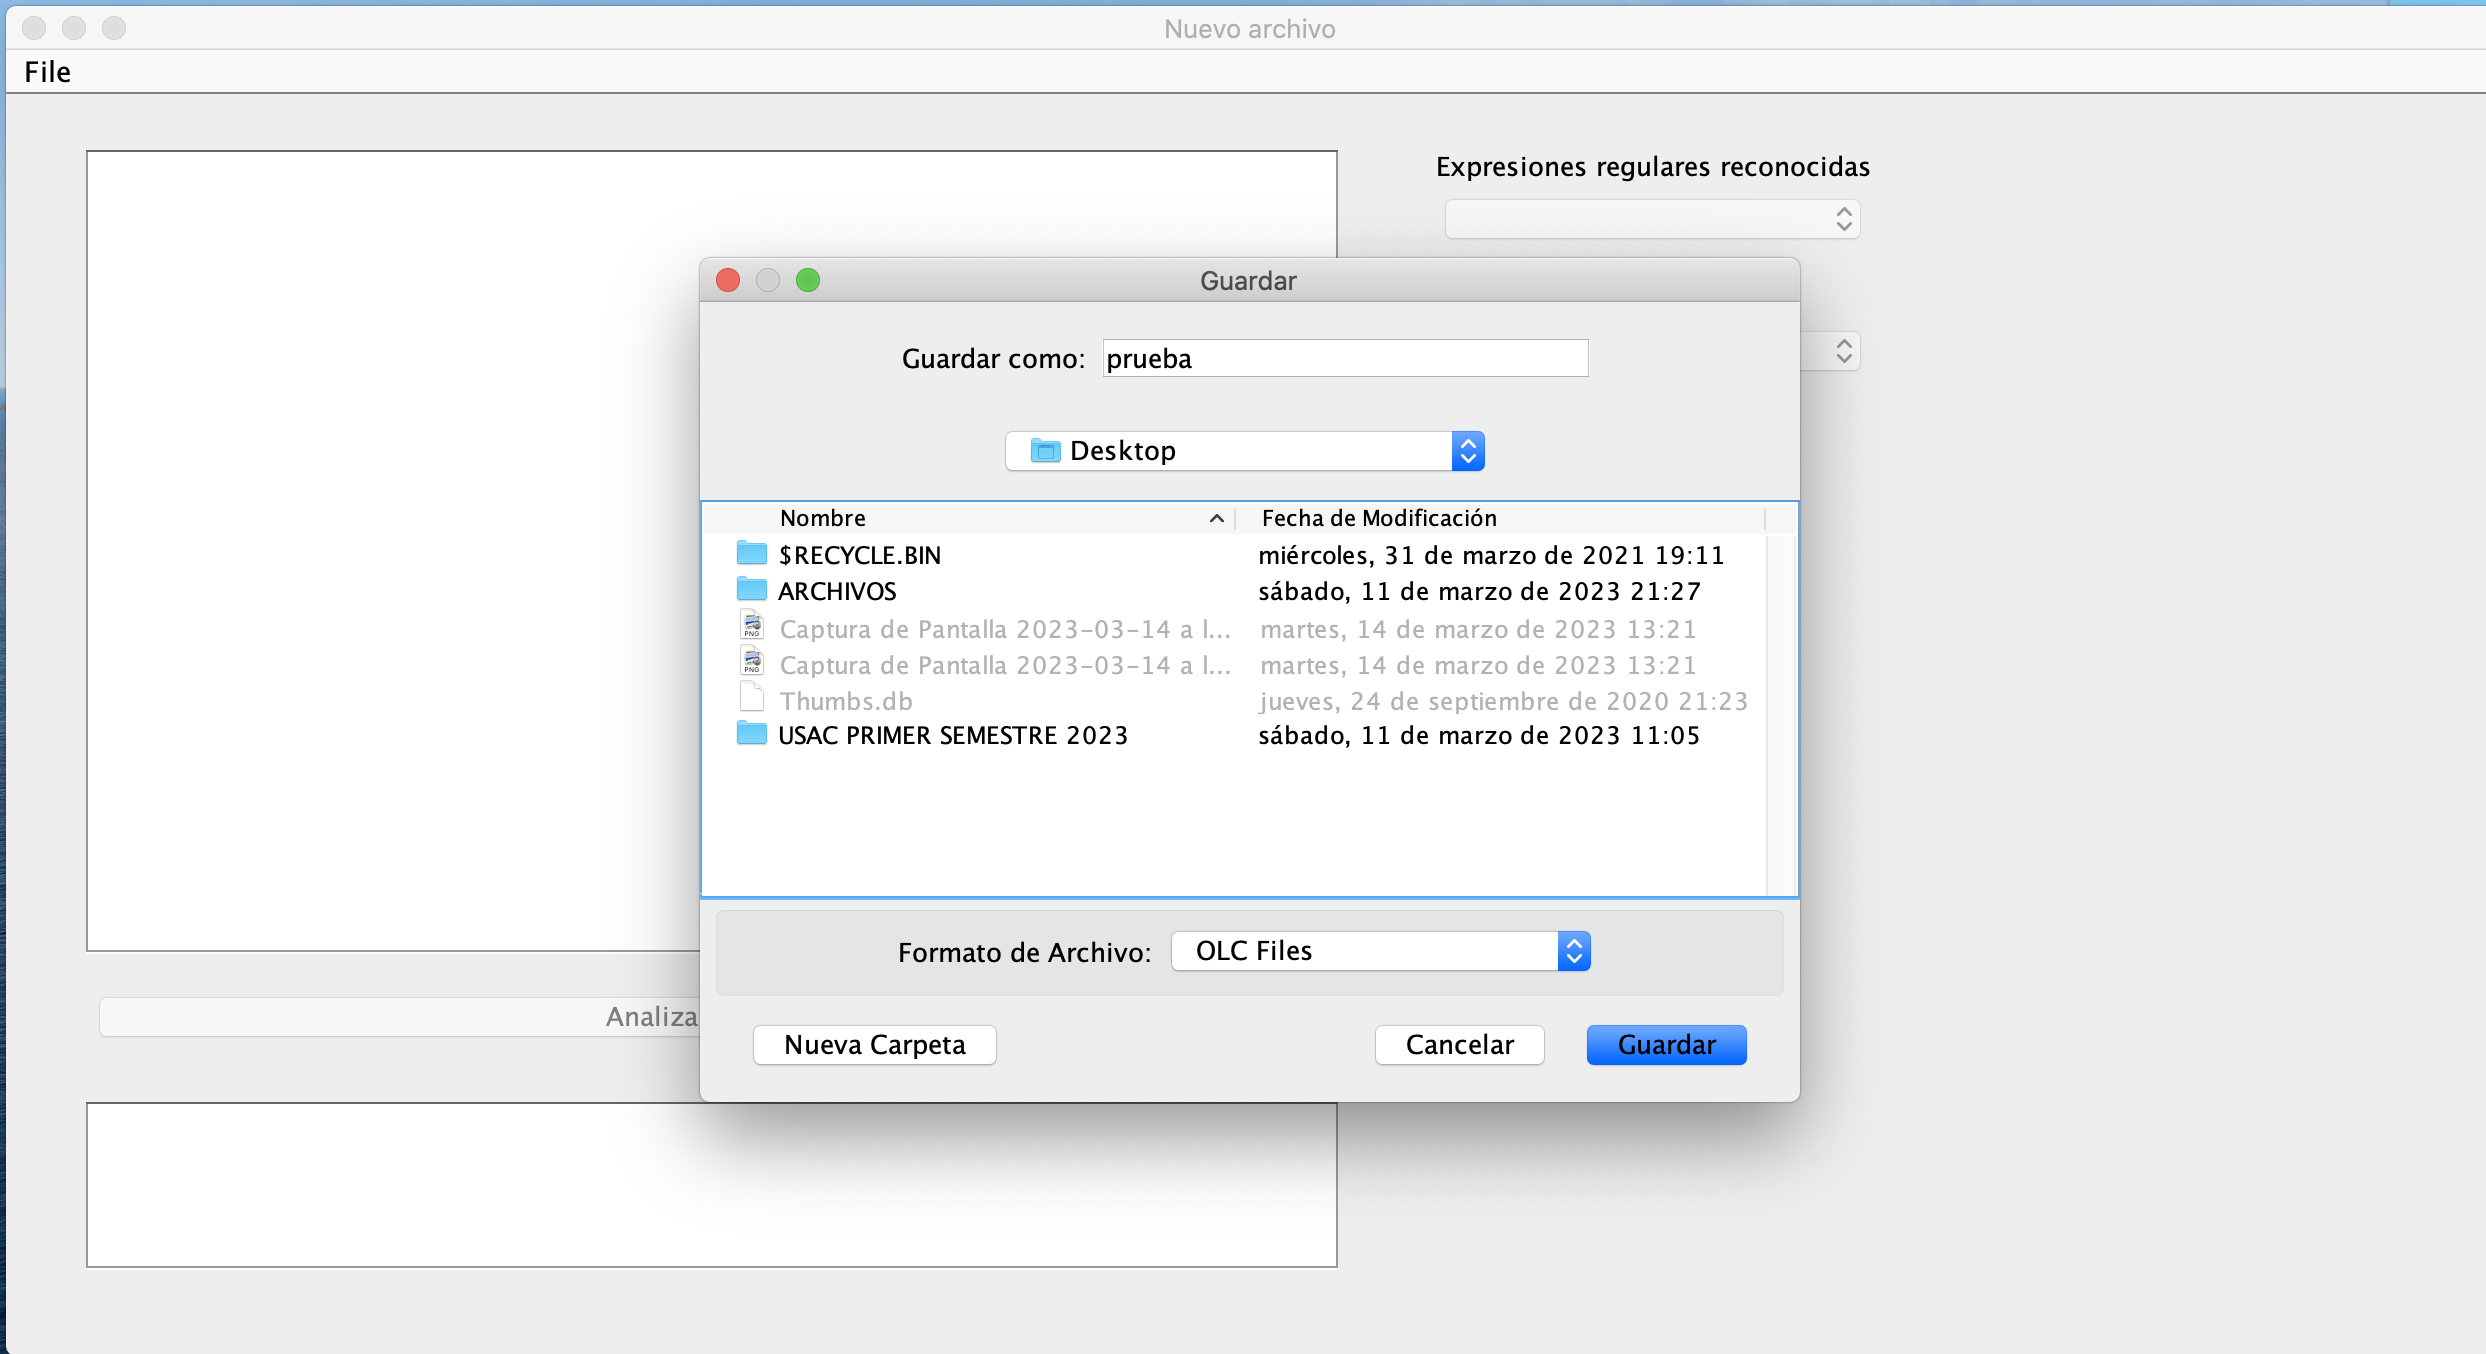 Nuevo archivo
File
Expresiones regulares reconocidas
Guardar
Guardar como: prueba
Desktop
Nombre Fecha de Modificación
$RECYCLE.BIN miércoles, 31 de marzo de 2021 19:11
ARCHIVOS sábado, 11 de marzo de 2023 21:27
PNG Captura de Pantalla 2023-03-14 a l... martes, 14 de marzo de 2023 13:21
PNG Captura de Pantalla 2023-03-14 a l... martes, 14 de marzo de 2023 13:21
Thumbs.db jueves, 24 de septiembre de 2020 21:23
USAC PRIMER SEMESTRE 2023 sábado, 11 de marzo de 2023 11:05
Formato de Archivo: OLC Files
Analiza
Nueva Carpeta Cancelar Guardar